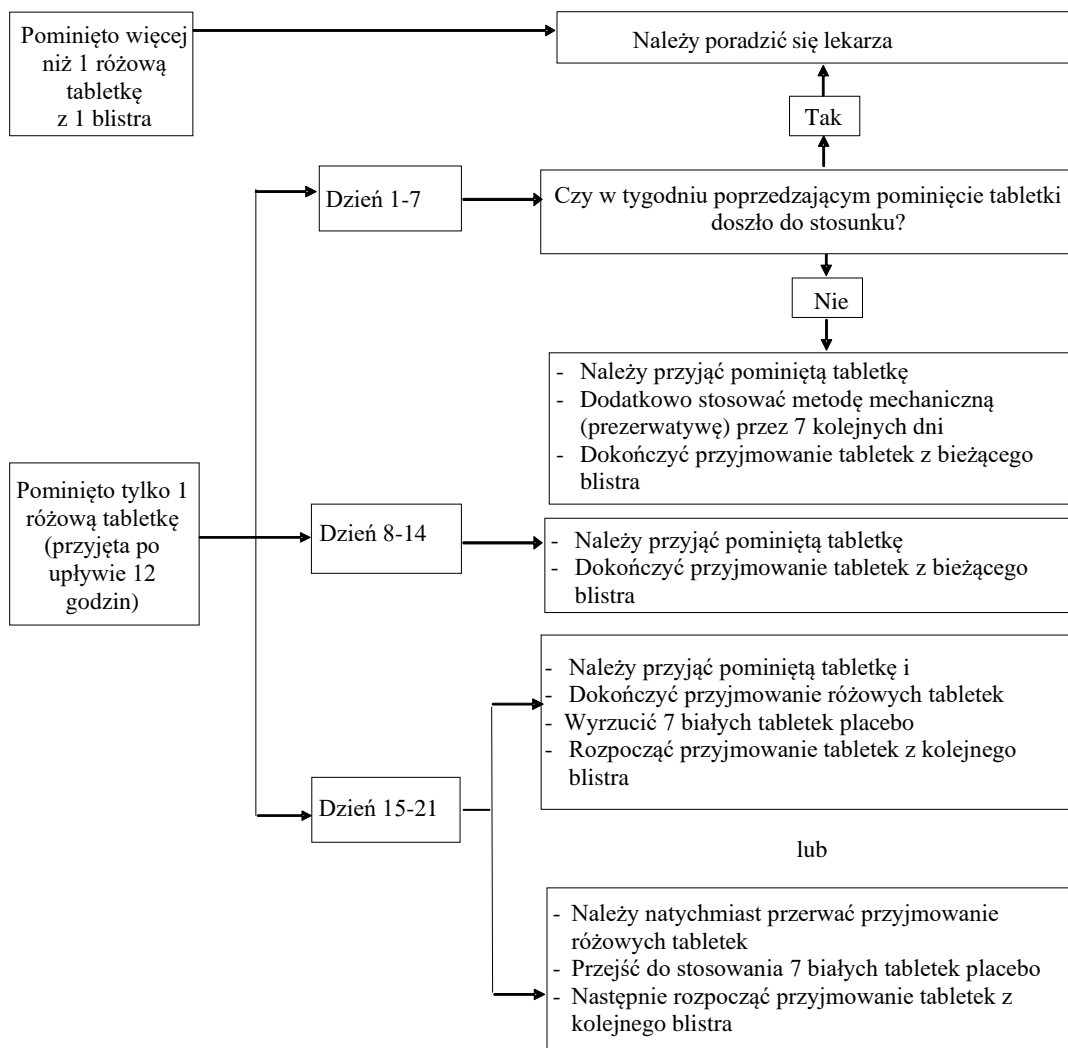 Pominięto więcej
niż 1 różową
tabletkę
z 1 blistra
Należy poradzić się lekarza
Tak
Dzień 1-7
Czy w tygodniu poprzedzającym pominięcie tabletki
doszło do stosunku?
Nie
- Należy przyjąć pominiętą tabletkę
- Dodatkowo stosować metodę mechaniczną
(prezerwatywę) przez 7 kolejnych dni
- Dokończyć przyjmowanie tabletek z bieżącego
blistra
Pominięto tylko 1
różową tabletkę
(przyjęta po
upływie 12
godzin)
Dzień 8-14
- Należy przyjąć pominiętą tabletkę
- Dokończyć przyjmowanie tabletek z bieżącego
blistra
- Należy przyjąć pominiętą tabletkę i
- Dokończyć przyjmowanie różowych tabletek
- Wyrzucić 7 białych tabletek placebo
- Rozpocząć przyjmowanie tabletek z kolejnego
blistra
Dzień 15-21
lub
- Należy natychmiast przerwać przyjmowanie
różowych tabletek
- Przejść do stosowania 7 białych tabletek placebo
- Następnie rozpocząć przyjmowanie tabletek z
kolejnego blistra